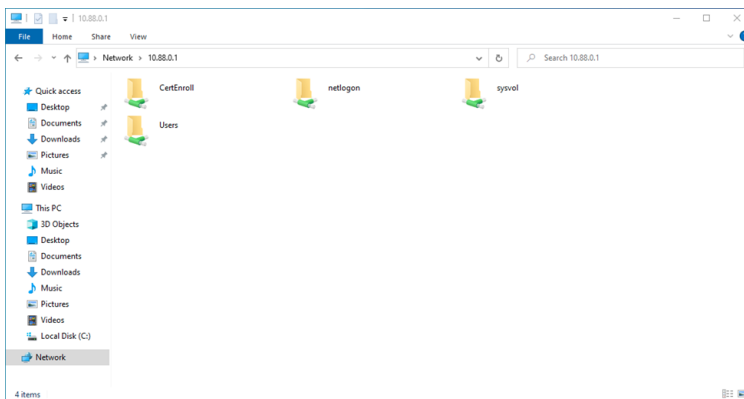 10.88.0.1
File Home Share View
Network > 10.88.0.1
Search 10.88.0.1
Quick access
Desktop
Documents
Downloads
Pictures
Music
Videos
This PC
3D Objects
Desktop
Documents
Downloads
Music
Pictures
Videos
Local Disk (C:)
Network
CertEnroll netlogon sysvol
Users
4 items